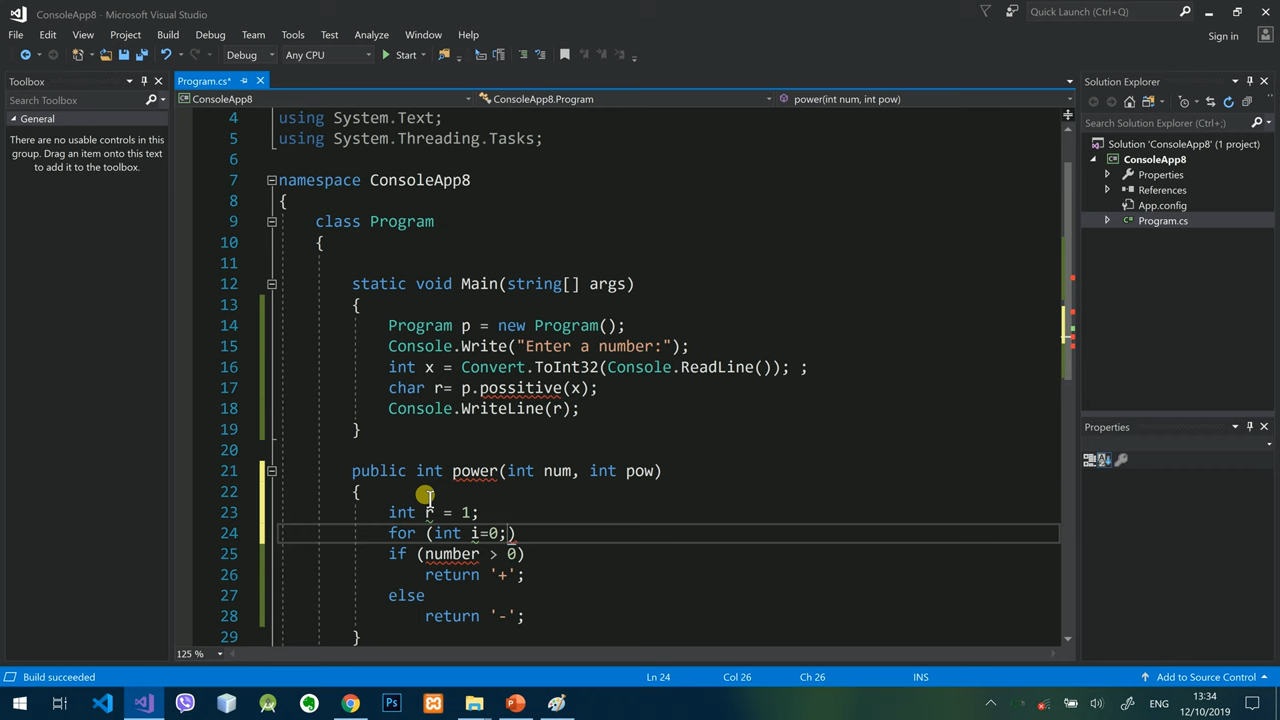 ConsoleApp8 - Microsoft Visual Studio
Quick Launch (Ctrl+Q)
File Edit View Project Build Debug Team Tools Test Analyze Window Help
Sign in
Debug Any CPU Start
Toolbox
Program.cs*
Solution Explorer
Search Toolbox
ConsoleApp8
ConsoleApp8.Program
power(int num, int pow)
General
There are no usable controls in this
group. Drag an item onto this text
to add it to the toolbox.
Search Solution Explorer (Ctrl+;)
Solution 'ConsoleApp8' (1 project)
ConsoleApp8
Properties
References
App.config
Program.cs
4 using System.Text;
5 using System.Threading.Tasks;
6
7 namespace ConsoleApp8
8 {
9 class Program
10 {
11
12 static void Main(string[] args)
13 {
14 Program p = new Program();
15 Console.Write("Enter a number:");
16 int x = Convert.ToInt32(Console.ReadLine()); ;
17 char r= p.possitive(x);
18 Console.WriteLine(r);
19 }
20
21 public int power(int num, int pow)
22 {
23 int r = 1;
24 for (int i=0;)
25 if (number > 0)
26 return '+';
27 else
28 return '-';
29 }
Properties
125 %
Build succeeded
Ln 24 Col 26 Ch 26 INS
Add to Source Control
Ps
ENG
13:34
12/10/2019